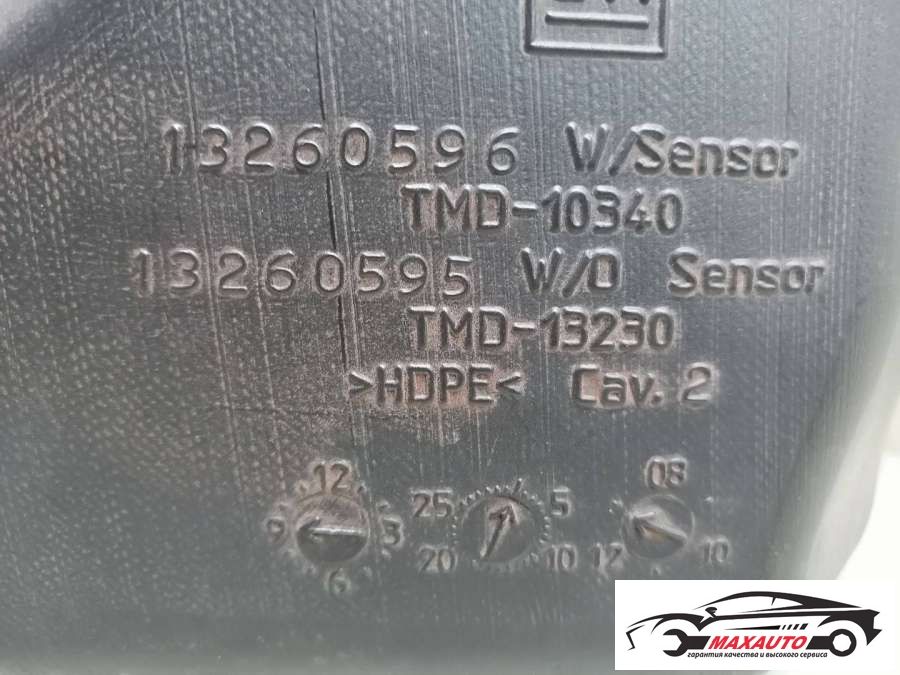 13260596 W/Sensor
TMD-10340
13260595 W/O Sensor
TMD-13230
>HDPE< Cav. 2
12
9 3
6
25 5
20 10
08
12 10
MAXAUTO
гарантия качества и высокого сервиса